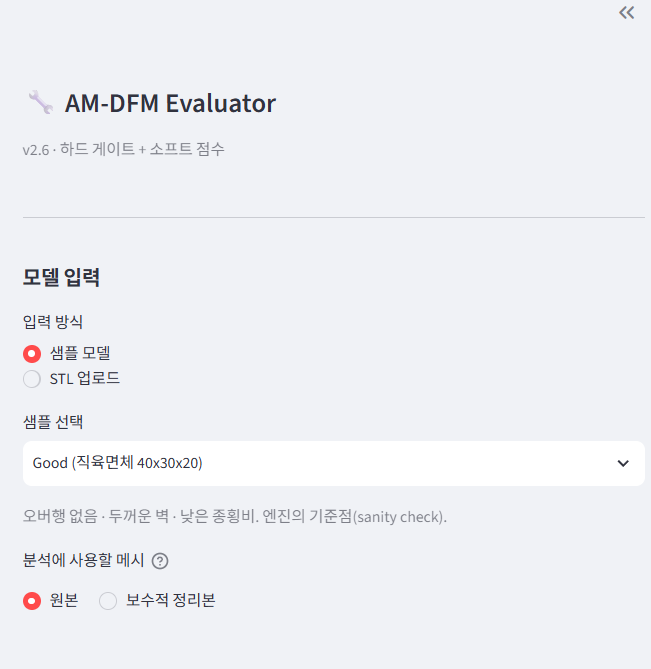 AM-DFM Evaluator
v2.6 · 하드 게이트 + 소프트 점수
모델 입력
입력 방식
샘플 모델
STL 업로드
샘플 선택
Good (직육면체 40x30x20)
오버행 없음 · 두꺼운 벽 · 낮은 종횡비. 엔진의 기준점(sanity check).
분석에 사용할 메시
원본 보수적 정리본